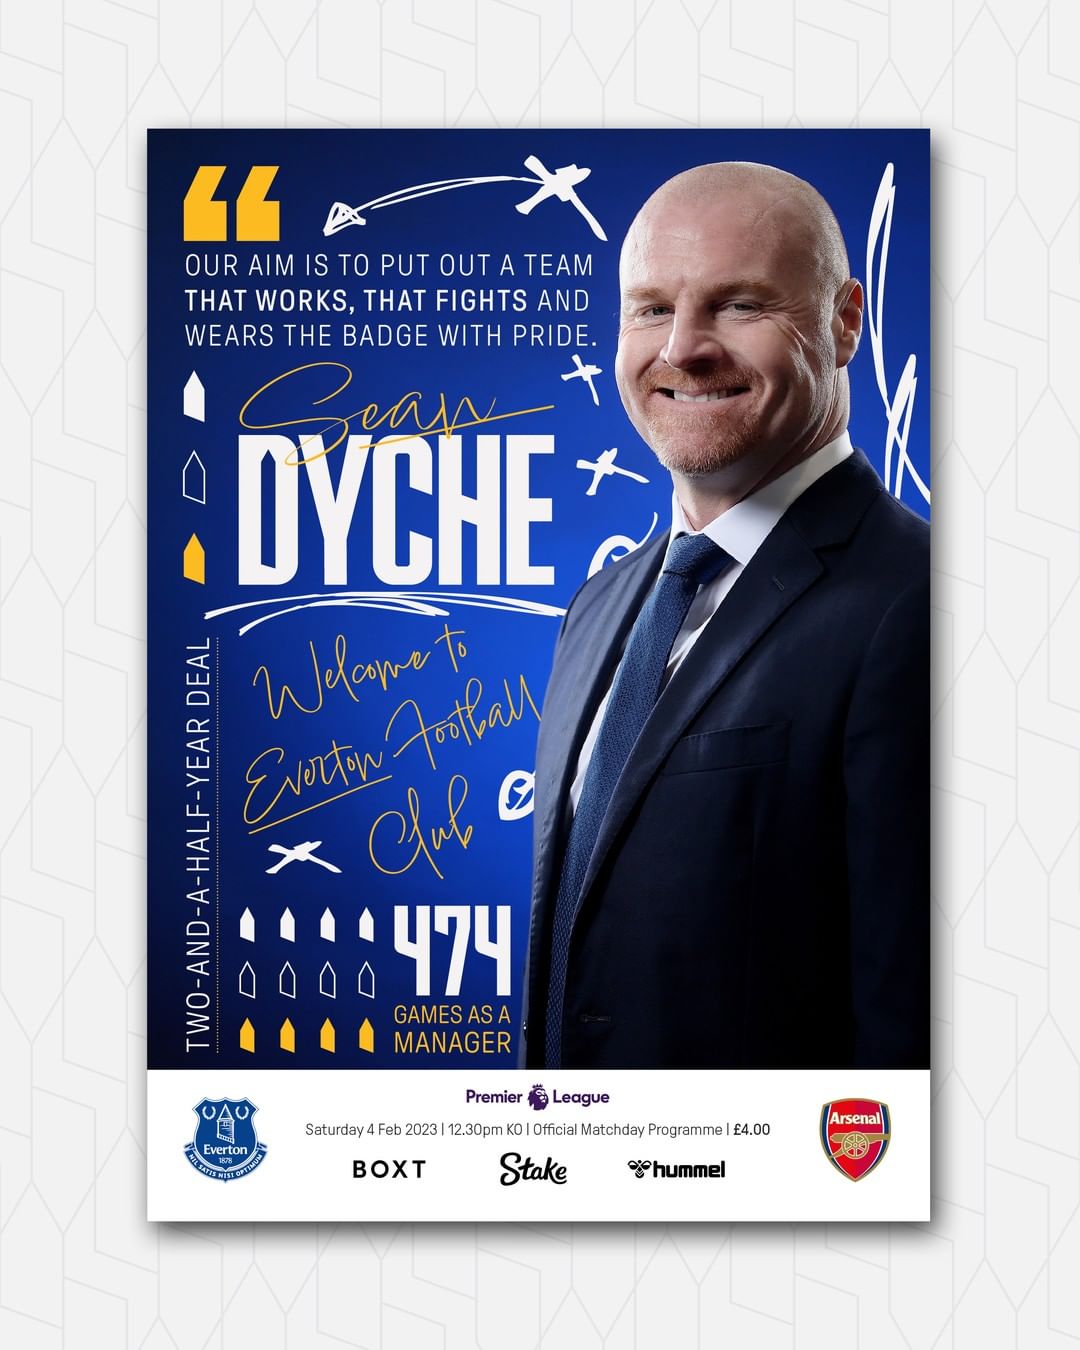 “
OUR AIM IS TO PUT OUT A TEAM
THAT WORKS, THAT FIGHTS AND
WEARS THE BADGE WITH PRIDE.
Sean
DYCHE
Welcome to
Everton Football
Club
TWO-AND-A-HALF-YEAR DEAL
474
GAMES AS A
MANAGER
Premier League
Saturday 4 Feb 2023 | 12.30pm KO | Official Matchday Programme | £4.00
Everton
1878
NIL SATIS NISI OPTIMUM
BOXT
Stake
hummel
Arsenal